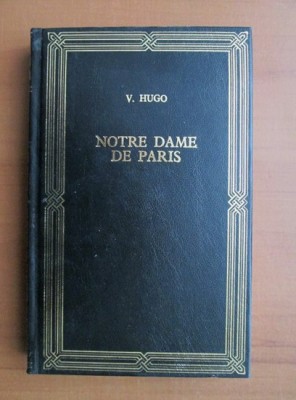 V. HUGO
NOTRE DAME
DE PARIS